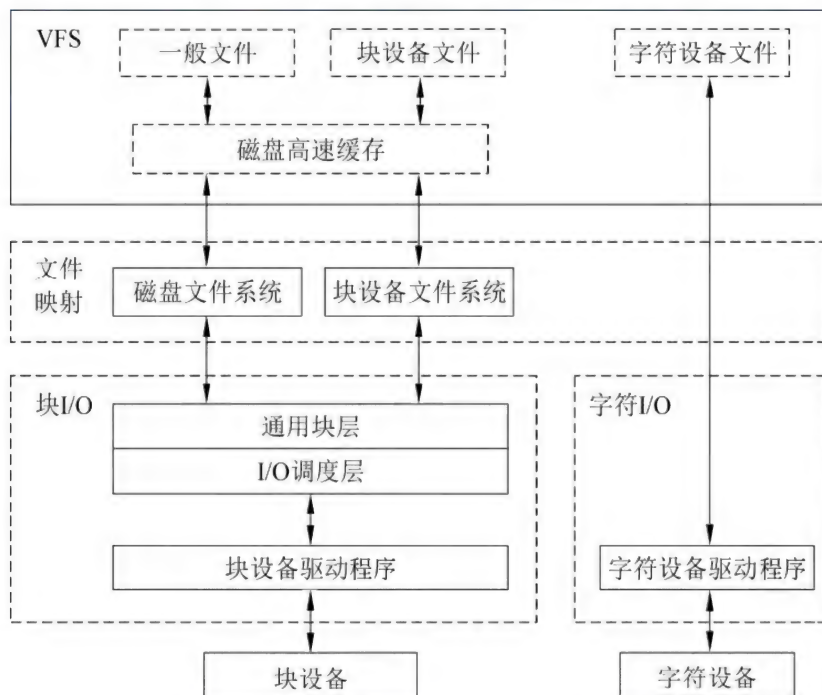 VFS
一般文件
块设备文件
字符设备文件
磁盘高速缓存
文件
映射
磁盘文件系统
块设备文件系统
块I/O
字符I/O
通用块层
I/O调度层
块设备驱动程序
字符设备驱动程序
块设备
字符设备